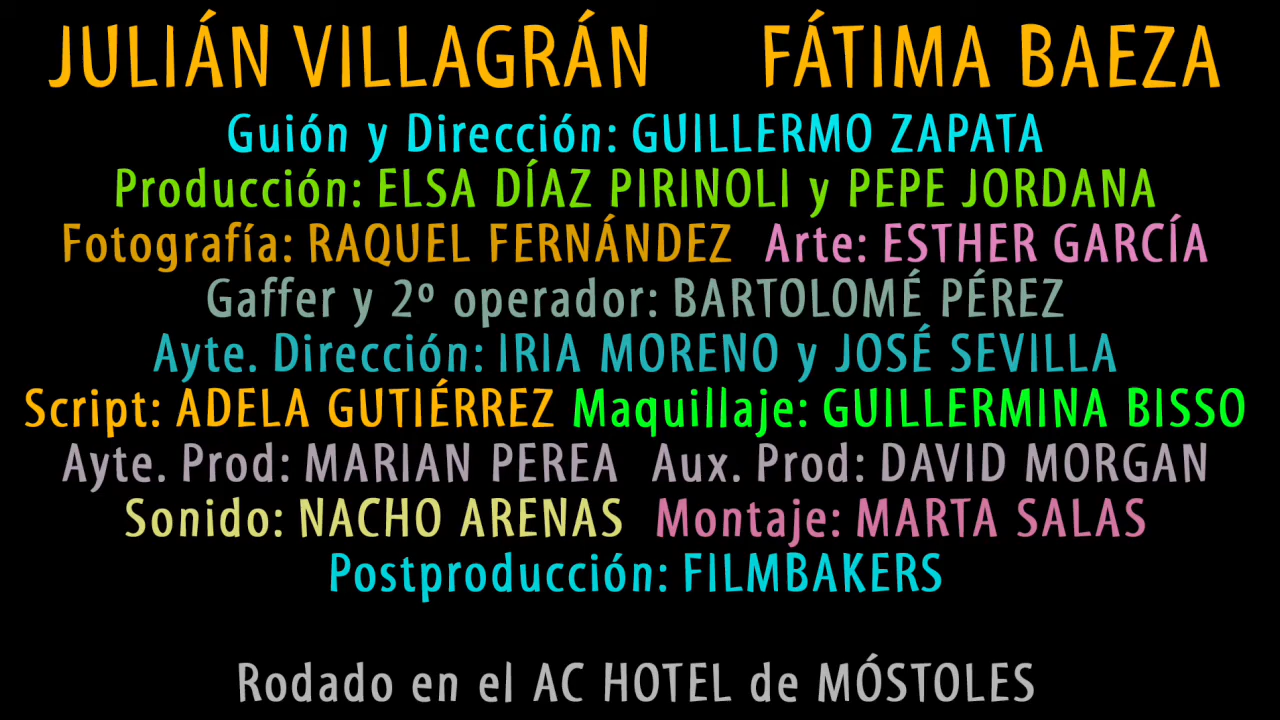 JULIÁN VILLAGRÁN FÁTIMA BAEZA
Guión y Dirección: GUILLERMO ZAPATA
Producción: ELSA DÍAZ PIRINOLI y PEPE JORDANA
Fotografía: RAQUEL FERNÁNDEZ Arte: ESTHER GARCÍA
Gaffer y 2º operador: BARTOLOMÉ PÉREZ
Ayte. Dirección: IRIA MORENO y JOSÉ SEVILLA
Script: ADELA GUTIÉRREZ Maquillaje: GUILLERMINA BISSO
Ayte. Prod: MARIAN PEREA Aux. Prod: DAVID MORGAN
Sonido: NACHO ARENAS Montaje: MARTA SALAS
Postproducción: FILMBAKERS
Rodado en el AC HOTEL de MÓSTOLES